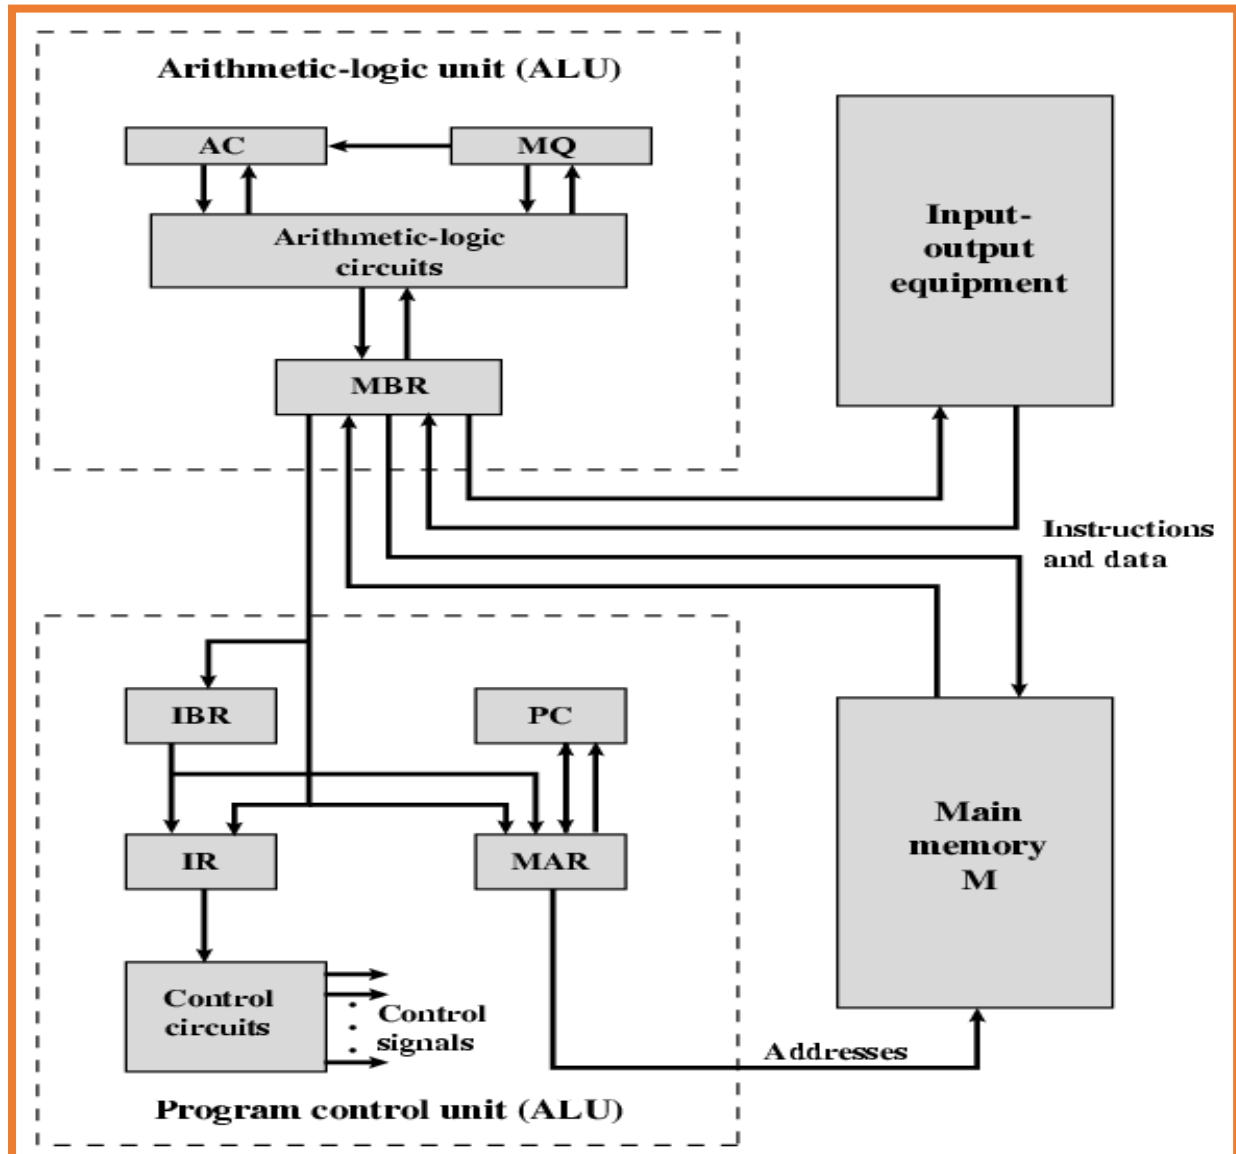 Arithmetic-logic unit (ALU)
AC
MQ
Arithmetic-logic
circuits
MBR
Input-
output
equipment
Instructions
and data
IBR
PC
IR
MAR
Main
memory
M
Control
circuits
Control
signals
Addresses
Program control unit (ALU)